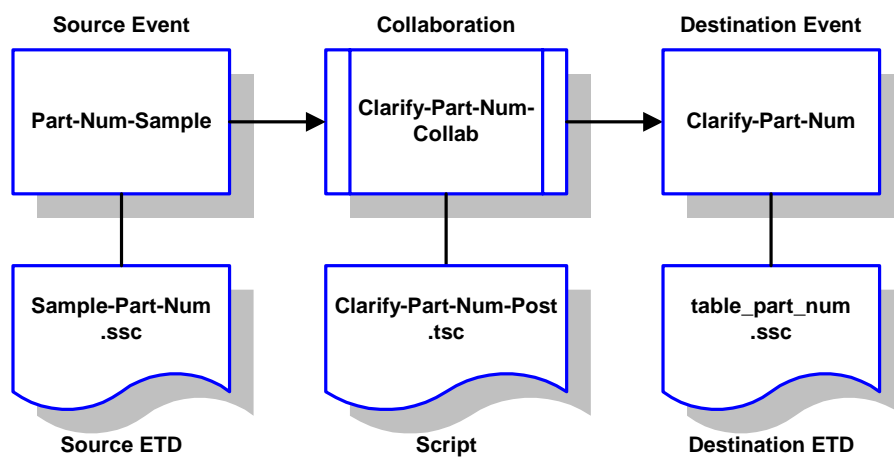 Source Event
Collaboration
Destination Event
Part-Num-Sample
Clarify-Part-Num-
Collab
Clarify-Part-Num
Sample-Part-Num
.ssc
Clarify-Part-Num-Post
.tsc
table_part_num
.ssc
Source ETD
Script
Destination ETD